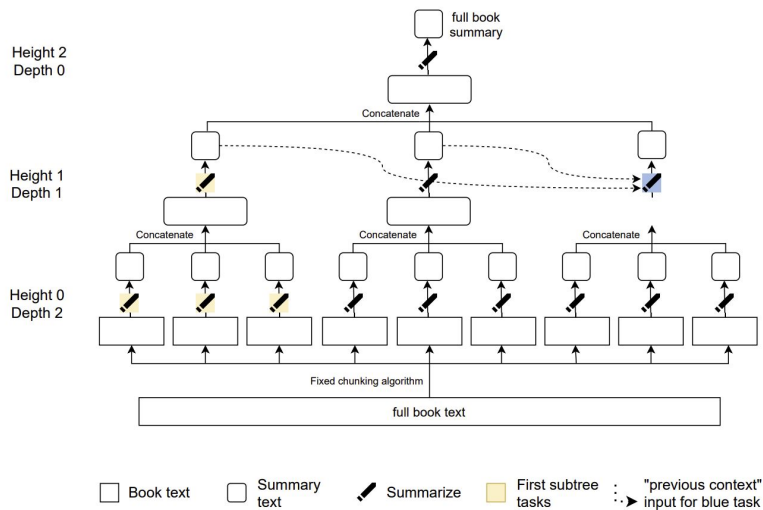 full book
summary
Height 2
Depth 0
Concatenate
Height 1
Depth 1
Concatenate
Concatenate
Concatenate
Height 0
Depth 2
Fixed chunking algorithm
full book text
Book text
Summary
text
Summarize
First subtree
tasks
"previous context"
input for blue task